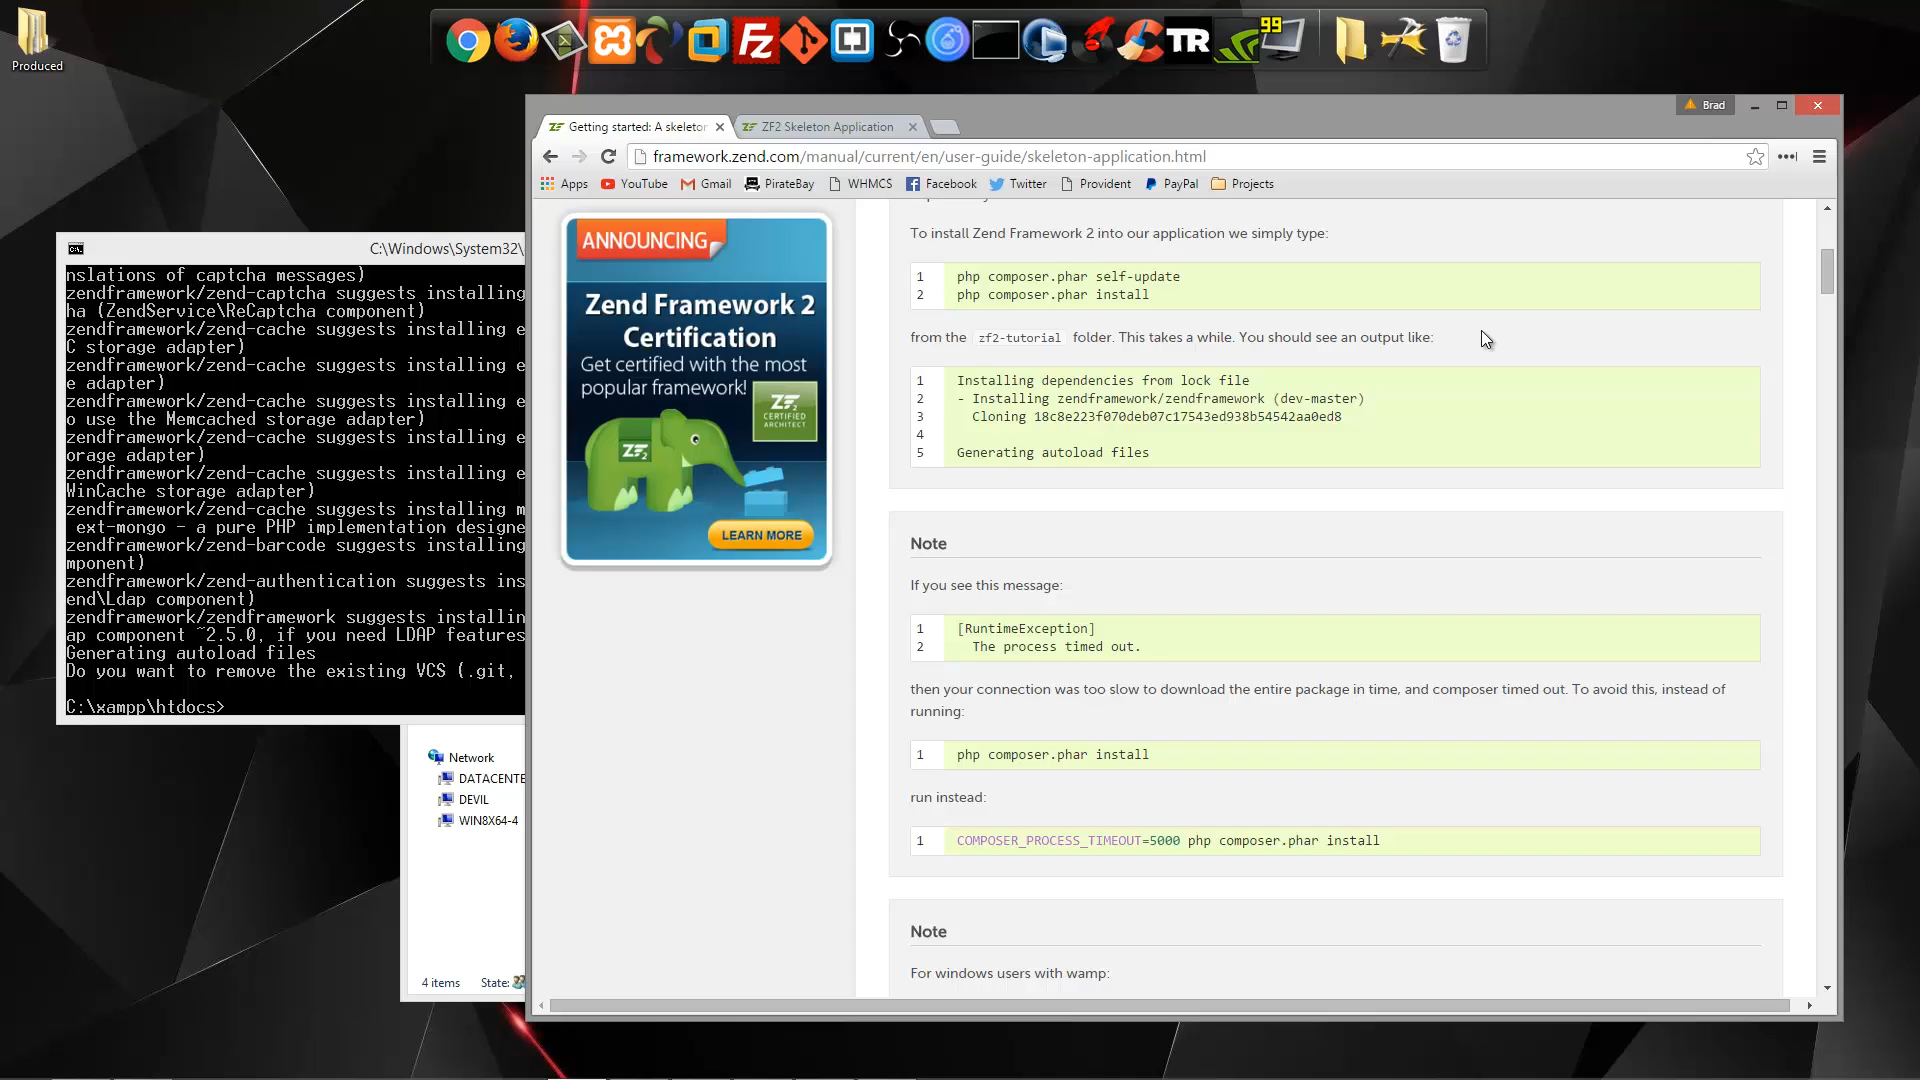 Produced
FZ
TR
99
Brad
Getting started: A skeletor
ZF2 Skeleton Application
framework.zend.com/manual/current/en/user-guide/skeleton-application.html
Apps
YouTube
Gmail
PirateBay
WHMCS
Facebook
Twitter
Provident
PayPal
Projects
C:\Windows\System32\
nslations of captcha messages)
zendframework/zend-captcha suggests installing
ha (ZendService\ReCaptcha component)
zendframework/zend-cache suggests installing e
C storage adapter)
zendframework/zend-cache suggests installing e
e adapter)
zendframework/zend-cache suggests installing e
o use the Memcached storage adapter)
zendframework/zend-cache suggests installing e
orage adapter)
zendframework/zend-cache suggests installing e
WinCache storage adapter)
zendframework/zend-cache suggests installing m
ext-mongo - a pure PHP implementation designe
zendframework/zend-barcode suggests installing
mponent)
zendframework/zend-authentication suggests ins
end\Ldap component)
zendframework/zendframework suggests installin
ap component ~2.5.0, if you need LDAP features
Generating autoload files
Do you want to remove the existing VCS (.git,
C:\xampp\htdocs>
Network
DATACENTE
DEVIL
WIN8X64-4
4 items
State:
ANNOUNCING
Zend Framework 2
Certification
Get certified with the most
popular framework!
ZF2
CERTIFIED
ARCHITECT
ZF2
LEARN MORE
To install Zend Framework 2 into our application we simply type:
1 php composer.phar self-update
2 php composer.phar install
from the zf2-tutorial folder. This takes a while. You should see an output like:
1 Installing dependencies from lock file
2 - Installing zendframework/zendframework (dev-master)
3 Cloning 18c8e223f070deb07c17543ed938b54542aa0ed8
4
5 Generating autoload files
Note
If you see this message:
1 [RuntimeException]
2 The process timed out.
then your connection was too slow to download the entire package in time, and composer timed out. To avoid this, instead of
running:
1 php composer.phar install
run instead:
1 COMPOSER_PROCESS_TIMEOUT=5000 php composer.phar install
Note
For windows users with wamp: